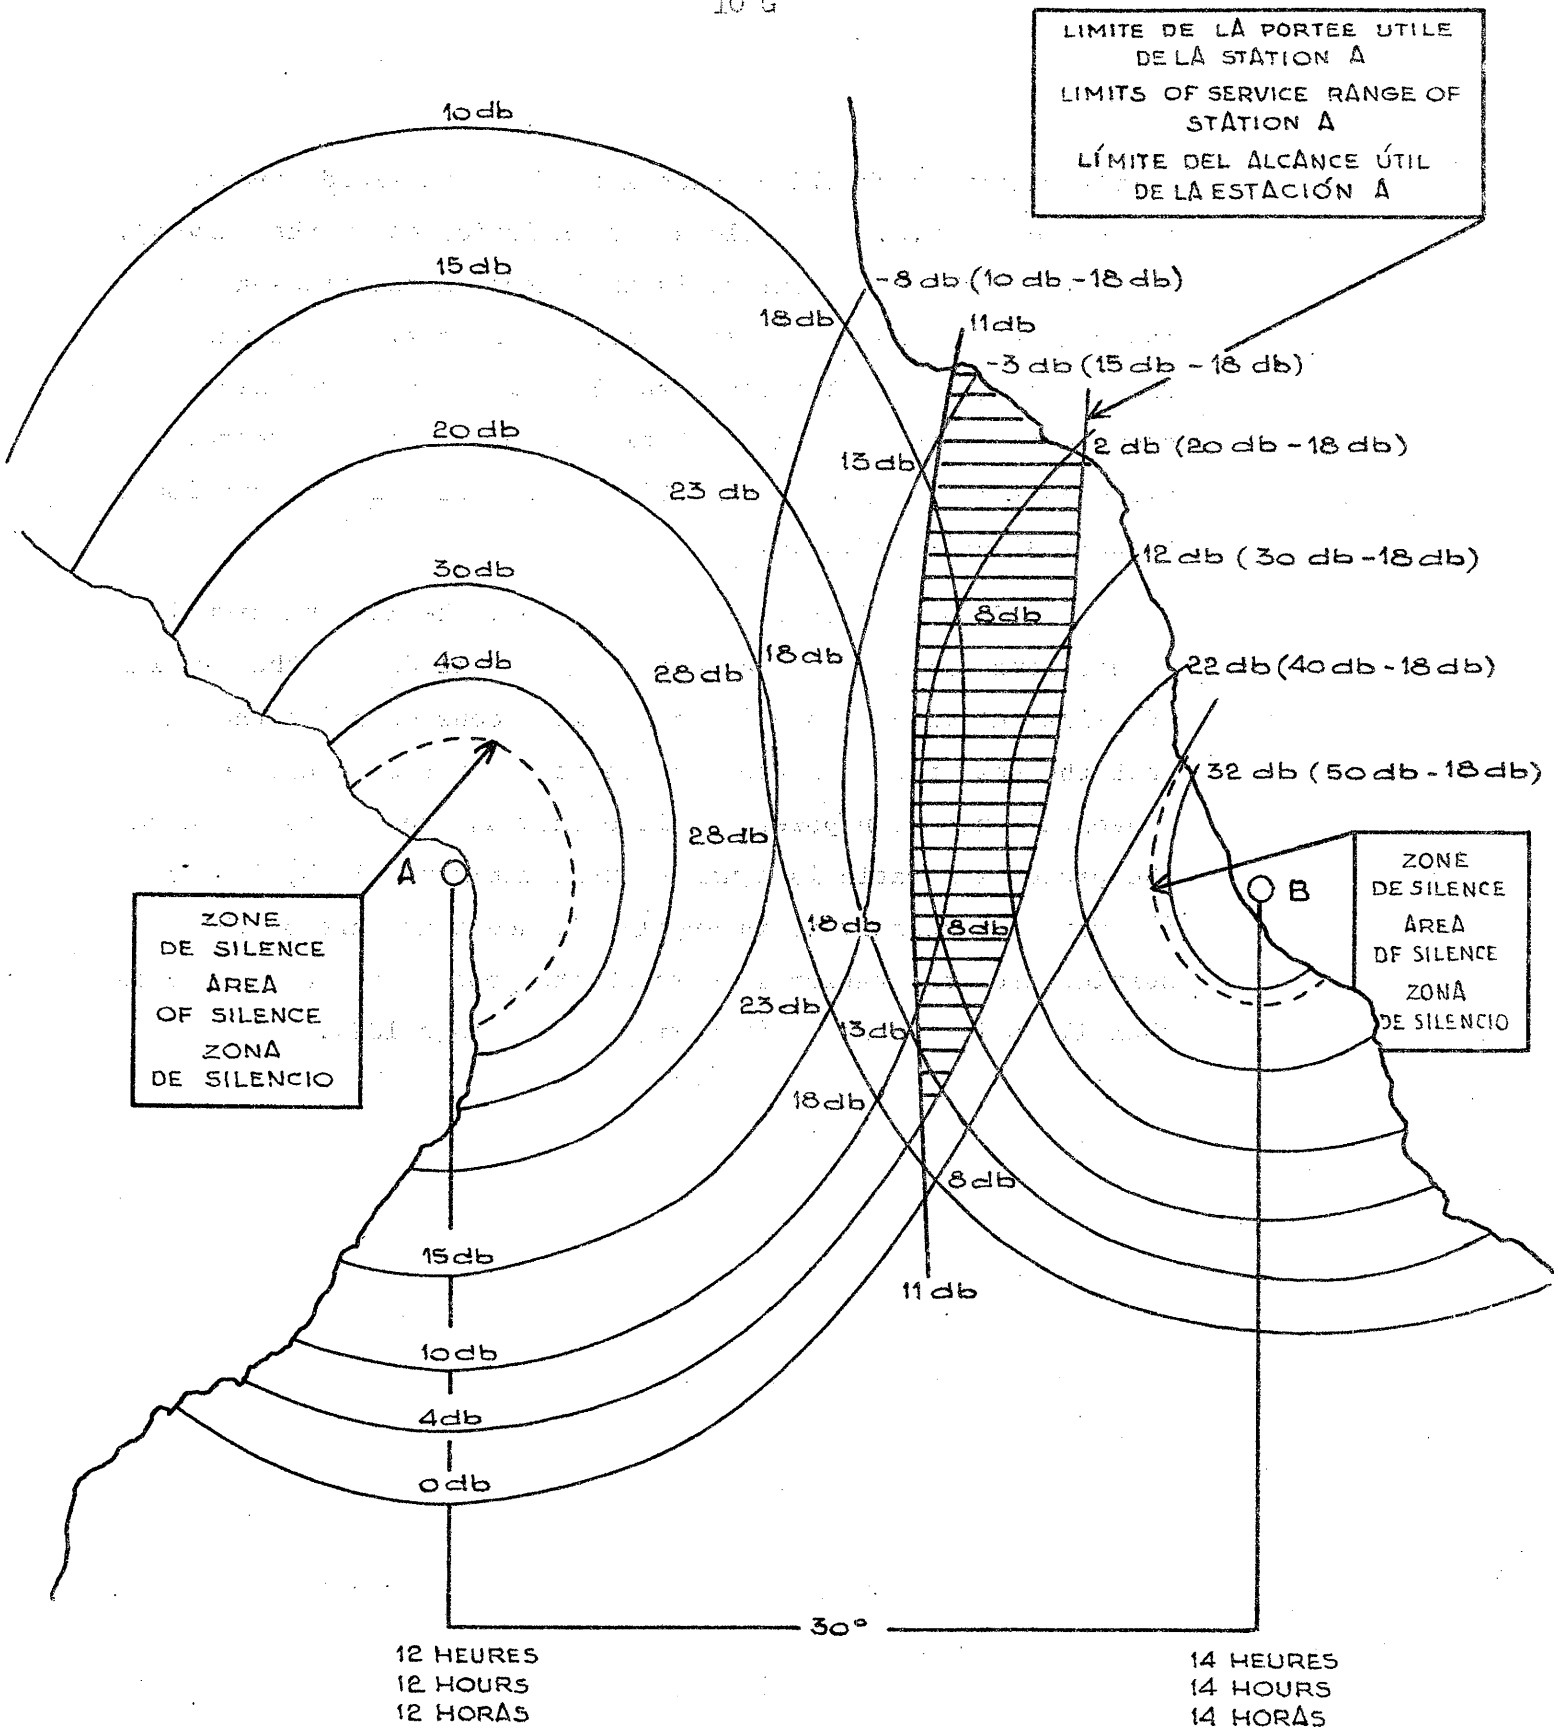 10 G
LIMITE DE LA PORTEE UTILE
DE LA STATION A
LIMITS OF SERVICE RANGE OF
STATION A
LÍMITE DEL ALCANCE ÚTIL
DE LA ESTACIÓN A
10 db
15 db
-8 db (10 db - 18 db)
18 db
11 db
-3 db (15 db - 18 db)
20 db
13 db
2 db (20 db - 18 db)
23 db
30 db
12 db (30 db - 18 db)
8 db
40 db
28 db
18 db
22 db (40 db - 18 db)
32 db (50 db - 18 db)
28 db
A
B
ZONE
DE SILENCE
AREA
OF SILENCE
ZONA
DE SILENCIO
ZONE
DE SILENCE
AREA
OF SILENCE
ZONA
DE SILENCIO
18 db
8 db
23 db
13 db
18 db
8 db
15 db
11 db
10 db
4 db
0 db
30°
12 HEURES
12 HOURS
12 HORAS
14 HEURES
14 HOURS
14 HORAS